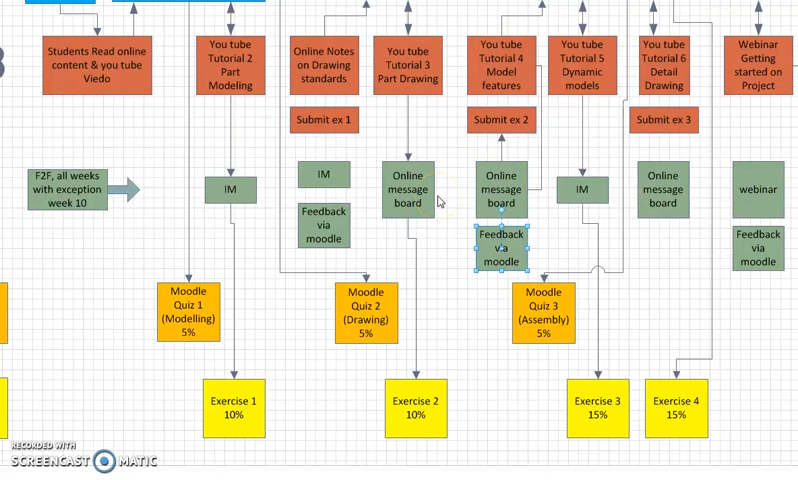 Students Read online
content & you tube
Viedo
You tube
Tutorial 2
Part
Modeling
Online Notes
on Drawing
standards
You tube
Tutorial 3
Part Drawing
You tube
Tutorial 4
Model
features
You tube
Tutorial 5
Dynamic
models
You tube
Tutorial 6
Detail
Drawing
Webinar
Getting
started on
Project
Submit ex 1
Submit ex 2
Submit ex 3
F2F, all weeks
with exception
week 10
IM
IM
Feedback
via
moodle
Online
message
board
Online
message
board
Feedback
via
moodle
IM
Online
message
board
webinar
Feedback
via
moodle
Moodle
Quiz 1
(Modelling)
5%
Moodle
Quiz 2
(Drawing)
5%
Moodle
Quiz 3
(Assembly)
5%
Exercise 1
10%
Exercise 2
10%
Exercise 3
15%
Exercise 4
15%
RECORDED WITH
SCREENCAST MATIC